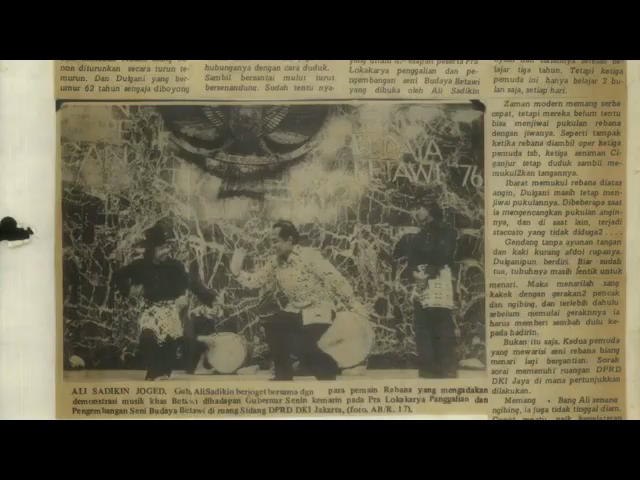 non diturunkan secara turun te-
murun. Dan Dulgani yang ber-
umur 62 tahun sengaja diboyong
hubungannya dengan cara duduk.
Sambil bersantai mulut turut
bersenandung. Sudah tentu nya-
Lokakarya penggalian dan pe-
ngembangan seni Budaya Betawi
yang dibuka oleh Ali Sadikin
lajar tiga tahun. Tetapi ketiga
pemuda ini hanya belajar 2 bu-
lan saja, setiap hari.
Zaman modern memang serba
cepat, tetapi mereka belum tentu
bisa menjiwai pukulan rebana
dengan jiwanya. Seperti tampak
ketika rebana diambil oper ketiga
pemuda tsb, ketiga seniman Ci-
ganjur tetap duduk sambil me-
mukul2kan tangannya.
Ibarat memukul rebana diatas
angin, Dulgani masih tetap men-
jiwai pukulannya. Dibeberapa saat
ia mengencangkan pukulan angin-
nya, dan di saat lain, terjadi
staccato yang tidak diduga2 . . . .
Gendang tanpa ayunan tangan
dan kaki kurang afdol rupanya.
Dulganipun berdiri. Biar sudah
tua, tubuhnya masih lentik untuk
menari. Maka menarilah sang
kakek dengan gerakan2 pencak
dan ngibing, dan terlebih dahulu
sebelum memulai geraknnya ia
harus memberi sembah dulu ke-
pada hadirin.
Bukan itu saja. Kedua pemuda
yang mewarisi seni rebana biang
menari lagi bergantian. Sorak
sorai memenuhi ruangan DPRD
DKI Jaya di mana pertunjukkan
dilakukan.
Memang . Bang Ali senang
ngibing, ia juga tidak tinggal diam.
BUDAYA
BETAWI '76
ALI SADIKIN JOGED, Gub, AliSadikin berjoget bersama dgn para pemain Rebana yang mengadakan
demonstrasi musik khas Betawi dihadapan Gubernur Senin kemarin pada Pra Lokakarya Panggalian dan
Pengembangan Seni Budaya Betawi di ruang Sidang DPRD DKI Jakarta, (foto, AB/R, 17).